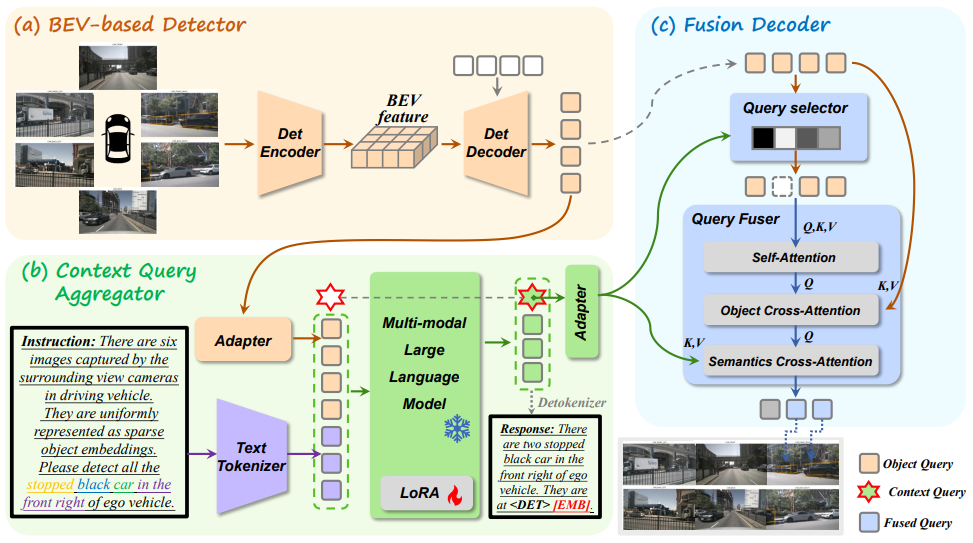 (a) BEV-based Detector
Det
Encoder
BEV
feature
Det
Decoder
(c) Fusion Decoder
Query selector
Query Fuser
Q,K,V
Self-Attention
Q
K,V
Object Cross-Attention
Q
K,V
Semantics Cross-Attention
(b) Context Query
Aggregator
Instruction: There are six
images captured by the
surrounding view cameras
in driving vehicle.
They are uniformly
represented as sparse
object embeddings.
Please detect all the
stopped black car in the
front right of ego vehicle.
Adapter
Text
Tokenizer
Multi-modal
Large
Language
Model
LoRA
Adapter
Detokenizer
Response: There
are two stopped
black car in the
front right of ego
vehicle. They are
at <DET> [EMB].
Object Query
Context Query
Fused Query